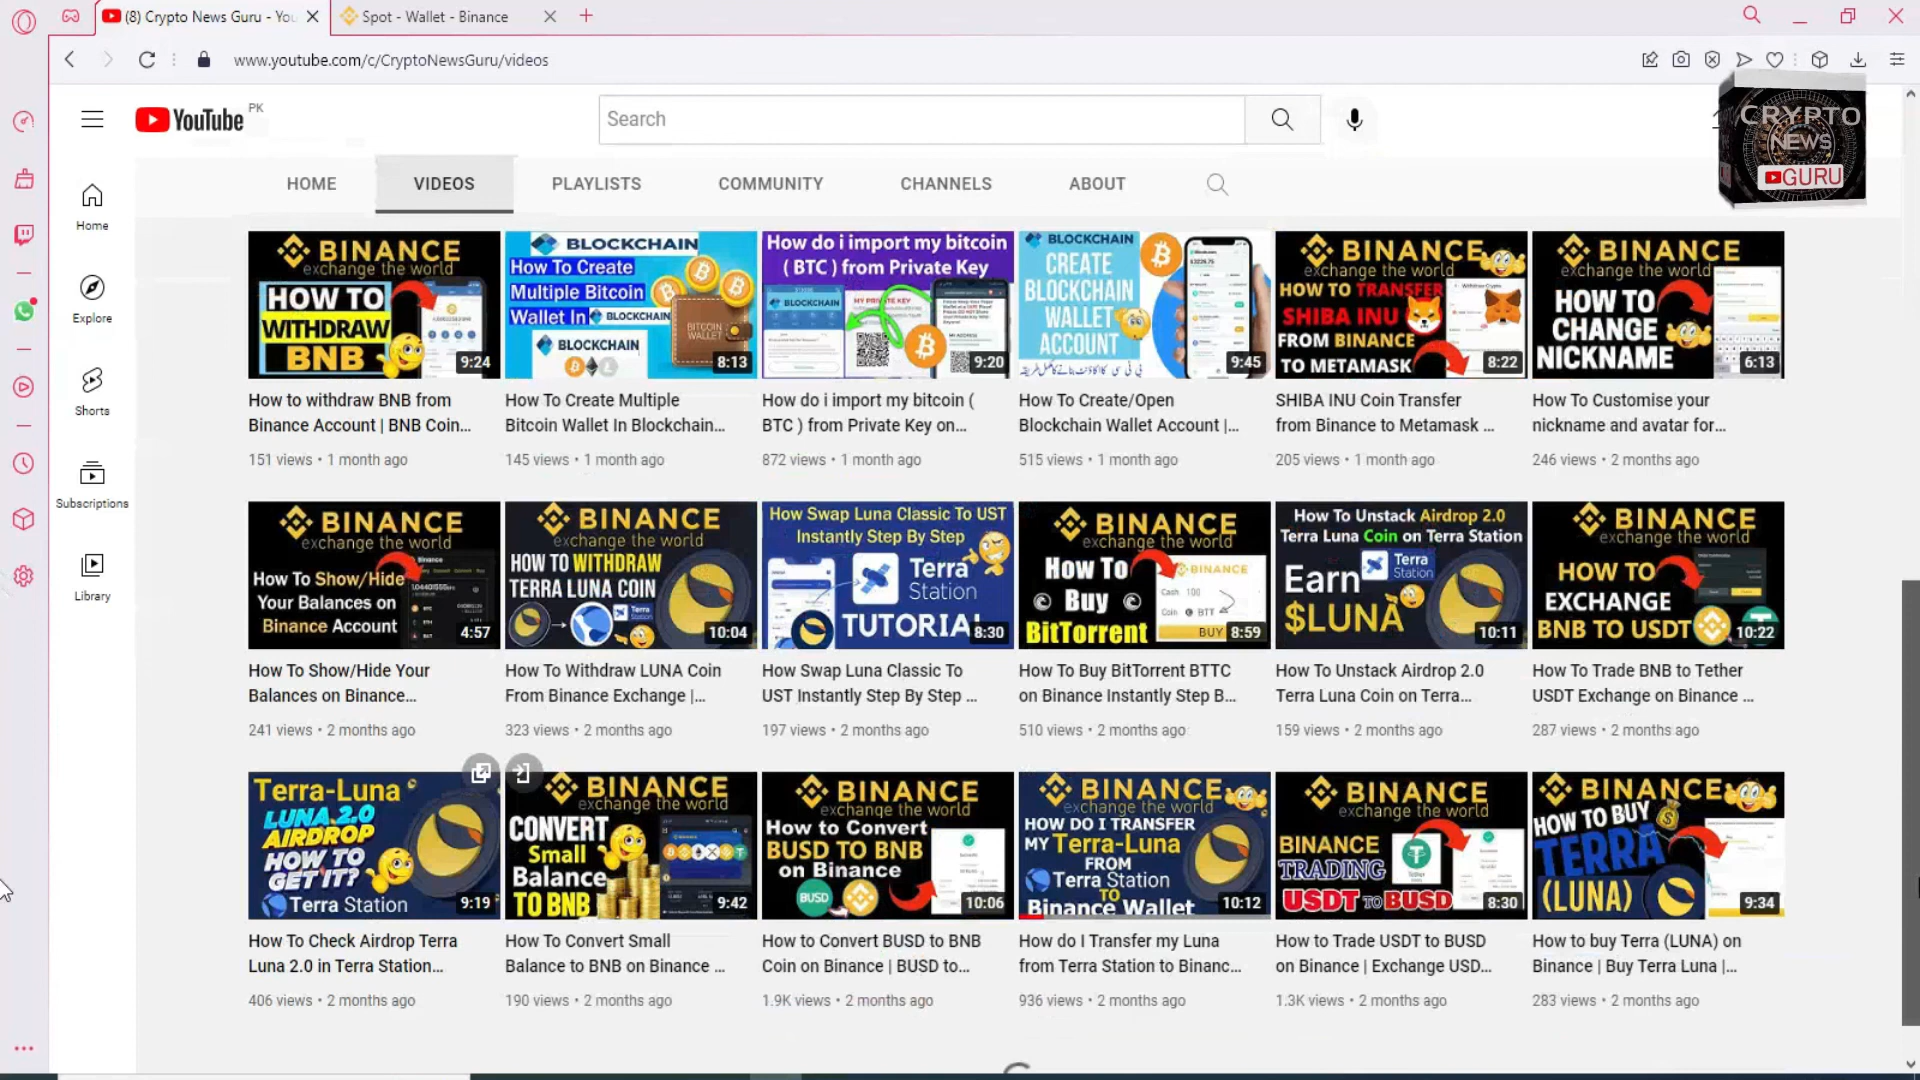 (8) Crypto News Guru - You
Spot - Wallet - Binance
www.youtube.com/c/CryptoNewsGuru/videos
YouTube PK
Search
CRYPTO
NEWS
GURU
HOME
VIDEOS
PLAYLISTS
COMMUNITY
CHANNELS
ABOUT
Home
Explore
Shorts
Subscriptions
Library
BINANCE
exchange the world
HOW TO
WITHDRAW
BNB
9:24
BLOCKCHAIN
How To Create
Multiple Bitcoin
Wallet In BLOCKCHAIN
BLOCKCHAIN
BITCOIN
WALLET
8:13
How do i import my bitcoin
( BTC ) from Private Key
BLOCKCHAIN
MY PRIVATE KEY
MY ADDRESS
9:20
BLOCKCHAIN
CREATE
BLOCKCHAIN
WALLET
ACCOUNT
9:45
BINANCE
exchange the world
HOW TO TRANSFER
SHIBA INU
FROM BINANCE
TO METAMASK
8:22
BINANCE
exchange the world
HOW TO
CHANGE
NICKNAME
6:13
How to withdraw BNB from
Binance Account | BNB Coin...
151 views • 1 month ago
How To Create Multiple
Bitcoin Wallet In Blockchain...
145 views • 1 month ago
How do i import my bitcoin (
BTC ) from Private Key on...
872 views • 1 month ago
How To Create/Open
Blockchain Wallet Account |...
515 views • 1 month ago
SHIBA INU Coin Transfer
from Binance to Metamask ...
205 views • 1 month ago
How To Customise your
nickname and avatar for...
246 views • 2 months ago
BINANCE
exchange the world
How To Show/Hide
Your Balances on
Binance Account
4:57
BINANCE
exchange the world
HOW TO WITHDRAW
TERRA LUNA COIN
Terra
Station
10:04
How Swap Luna Classic To UST
Instantly Step By Step
Terra
Station
TUTORIAL
8:30
BINANCE
exchange the world
How To
Buy
BitTorrent
BINANCE
Cash 100
Coin BTT
BUY
8:59
How To Unstack Airdrop 2.0
Terra Luna Coin on Terra Station
Earn Terra
Station
$LUNA
10:11
BINANCE
exchange the world
HOW TO
EXCHANGE
BNB TO USDT
10:22
How To Show/Hide Your
Balances on Binance...
241 views • 2 months ago
How To Withdraw LUNA Coin
From Binance Exchange |...
323 views • 2 months ago
How Swap Luna Classic To
UST Instantly Step By Step ...
197 views • 2 months ago
How To Buy BitTorrent BTTC
on Binance Instantly Step B...
510 views • 2 months ago
How To Unstack Airdrop 2.0
Terra Luna Coin on Terra...
159 views • 2 months ago
How To Trade BNB to Tether
USDT Exchange on Binance ...
287 views • 2 months ago
Terra-Luna
LUNA 2.0
AIRDROP
HOW TO
GET IT?
Terra Station
9:19
BINANCE
exchange the world
CONVERT
Small
Balance
TO BNB
9:42
BINANCE
exchange the world
How to Convert
BUSD TO BNB
on Binance
BUSD
10:06
BINANCE
exchange the world
HOW DO I TRANSFER
MY Terra-Luna
FROM
Terra Station
TO
Binance Wallet
10:12
BINANCE
exchange the world
BINANCE
TRADING
USDT TO BUSD
8:30
BINANCE
exchange the world
HOW TO BUY
TERRA
(LUNA)
9:34
How To Check Airdrop Terra
Luna 2.0 in Terra Station...
406 views • 2 months ago
How To Convert Small
Balance to BNB on Binance ...
190 views • 2 months ago
How to Convert BUSD to BNB
Coin on Binance | BUSD to...
1.9K views • 2 months ago
How do I Transfer my Luna
from Terra Station to Binanc...
936 views • 2 months ago
How to Trade USDT to BUSD
on Binance | Exchange USD...
1.3K views • 2 months ago
How to buy Terra (LUNA) on
Binance | Buy Terra Luna |...
283 views • 2 months ago